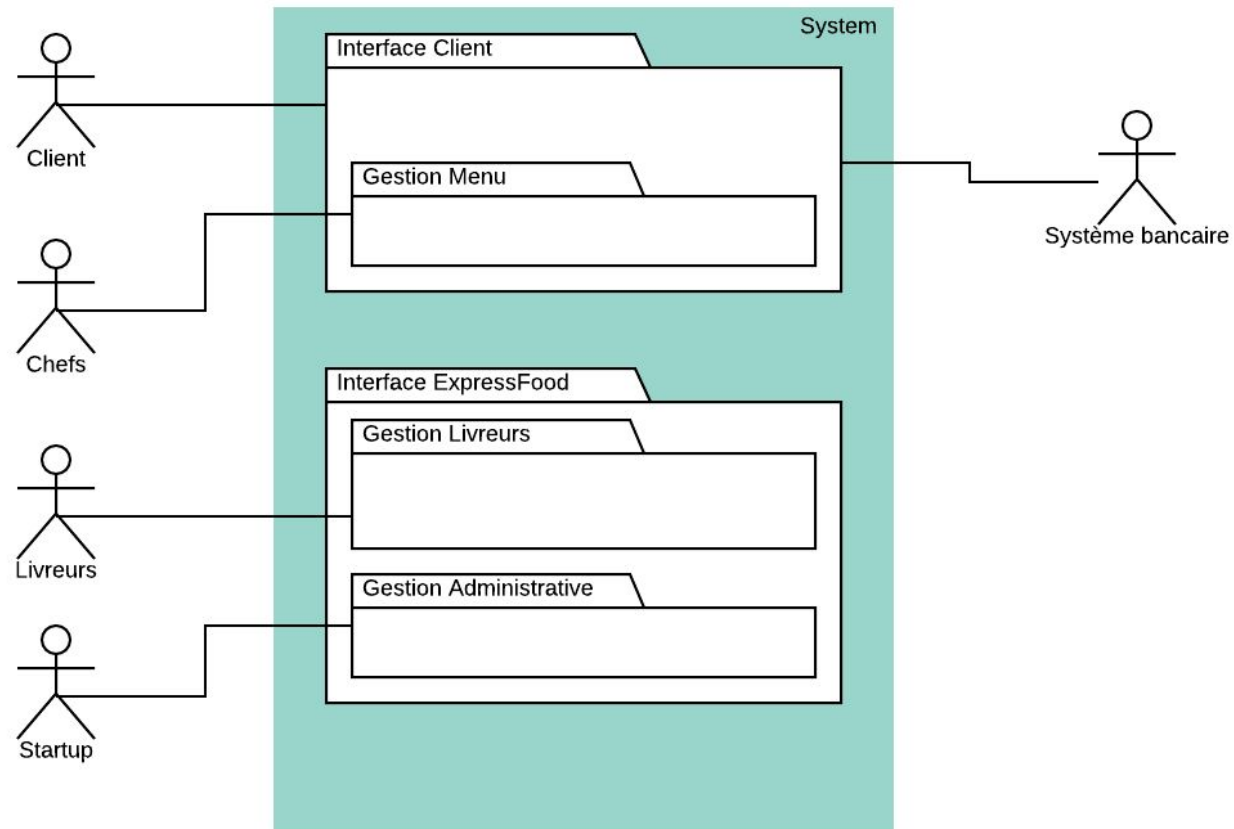 System
Interface Client
Client
Gestion Menu
Système bancaire
Chefs
Interface ExpressFood
Gestion Livreurs
Livreurs
Gestion Administrative
Startup